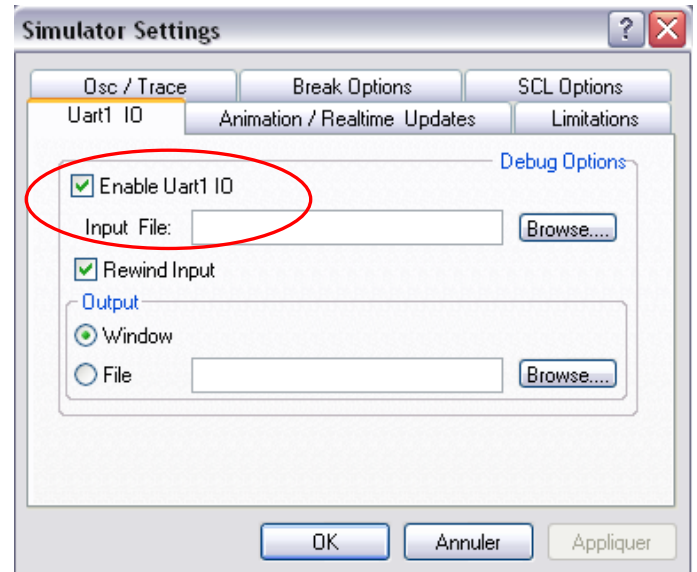 Simulator Settings
Osc / Trace Break Options SCL Options
Uart1 IO Animation / Realtime Updates Limitations
Debug Options
Enable Uart1 IO
Input File: Browse....
Rewind Input
Output
Window
File Browse....
OK Annuler Appliquer